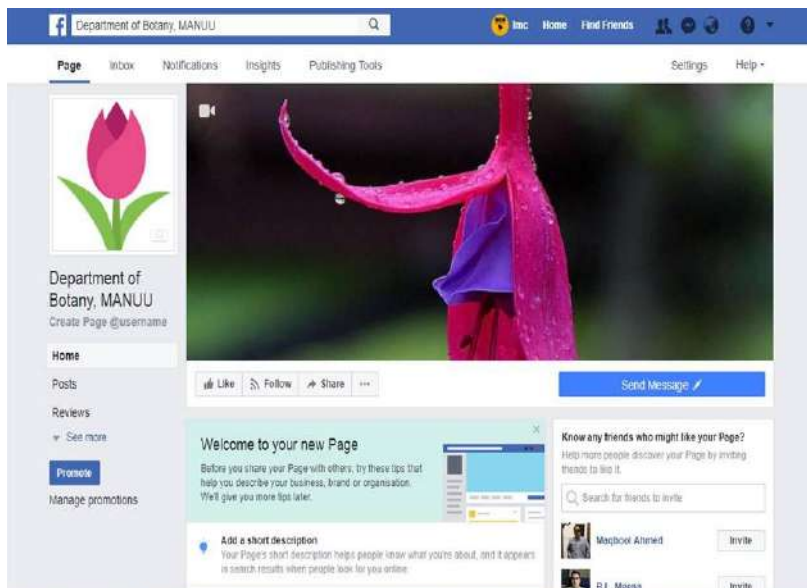 Department of Botany, MANUU
Imc Home Find Friends
Page Inbox Notifications Insights Publishing Tools Settings Help
Department of
Botany, MANUU
Create Page @username
Home
Posts
Reviews
See more
Promote
Manage promotions
Like Follow Share ...
Send Message
Welcome to your new Page
Before you share your Page with others, try these tips that
help you describe your business, brand or organisation.
We'll give you more tips later.
Add a short description
Your Page's short description helps people know what you're about, and it appears
in search results when people look for you online.
Know any friends who might like your Page?
Help more people discover your Page by inviting
friends to like it.
Search for friends to invite
Maqbool Ahmed Invite
Invite